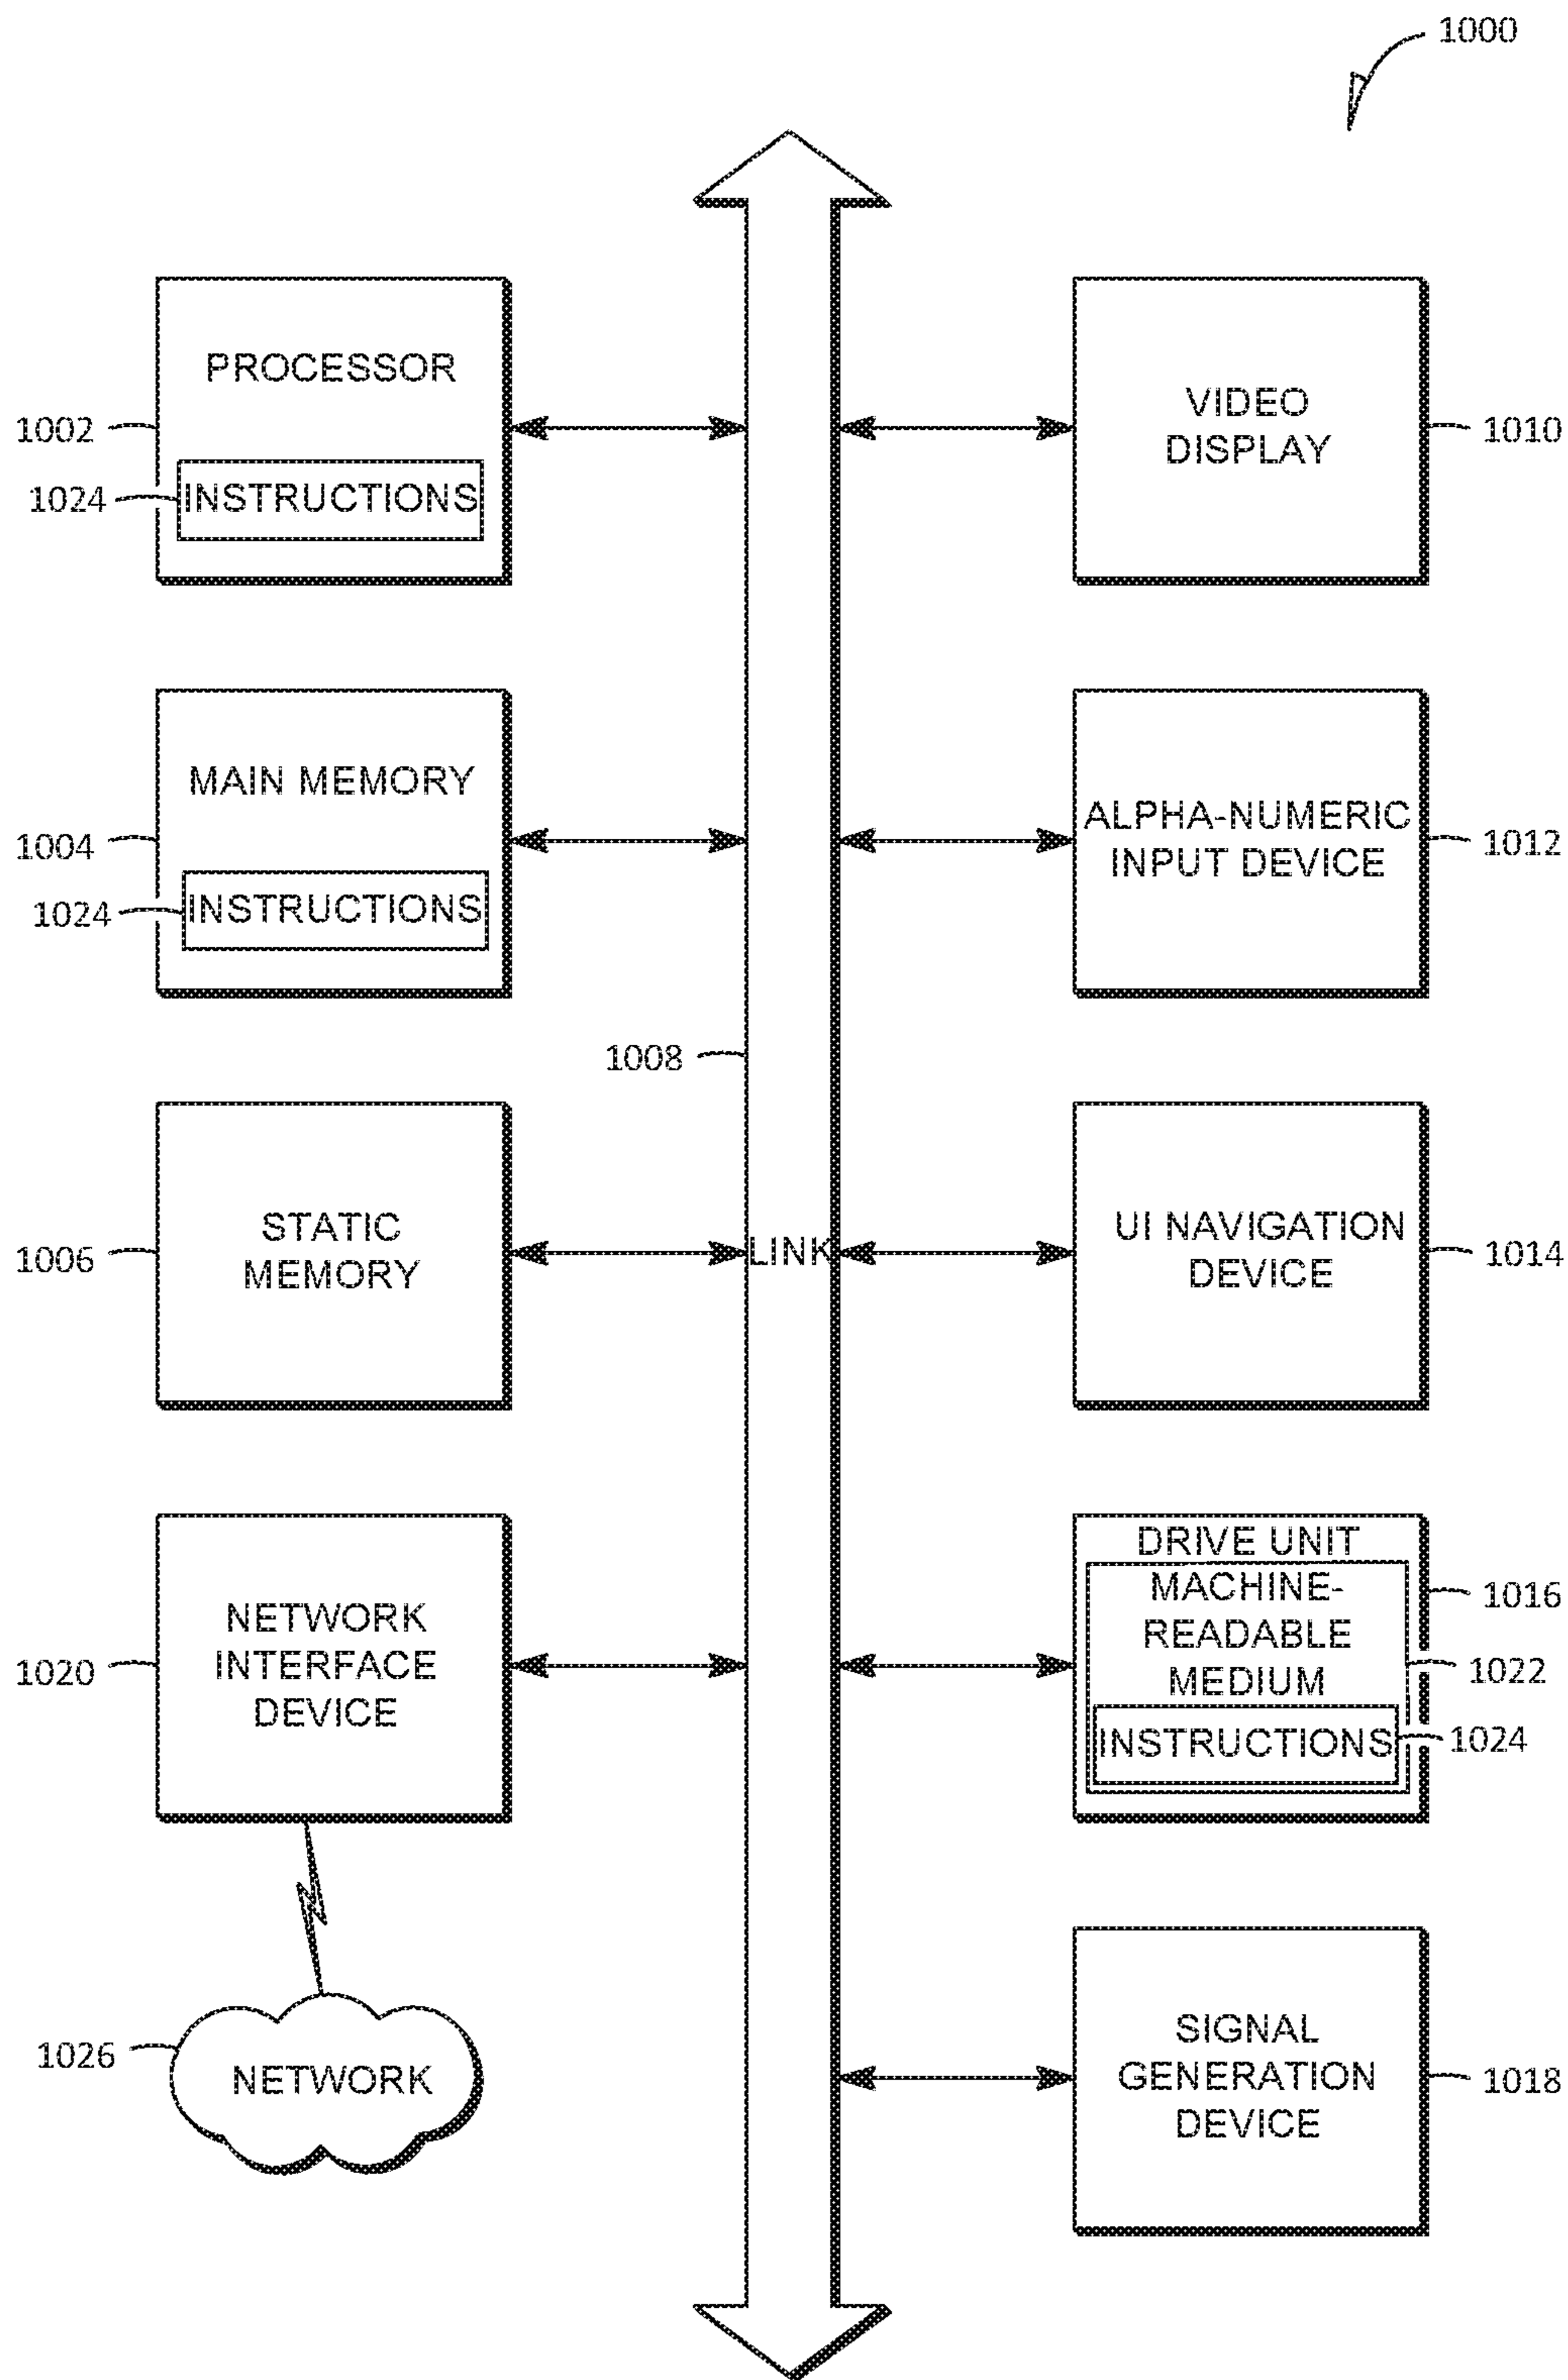 1000
PROCESSOR
1002
1024
INSTRUCTIONS
VIDEO
DISPLAY
1010
MAIN MEMORY
1004
1024
INSTRUCTIONS
ALPHA-NUMERIC
INPUT DEVICE
1012
1008
STATIC
MEMORY
1006
LINK
UI NAVIGATION
DEVICE
1014
NETWORK
INTERFACE
DEVICE
1020
DRIVE UNIT
MACHINE-
READABLE
MEDIUM
1016
1022
INSTRUCTIONS
1024
1026
NETWORK
SIGNAL
GENERATION
DEVICE
1018